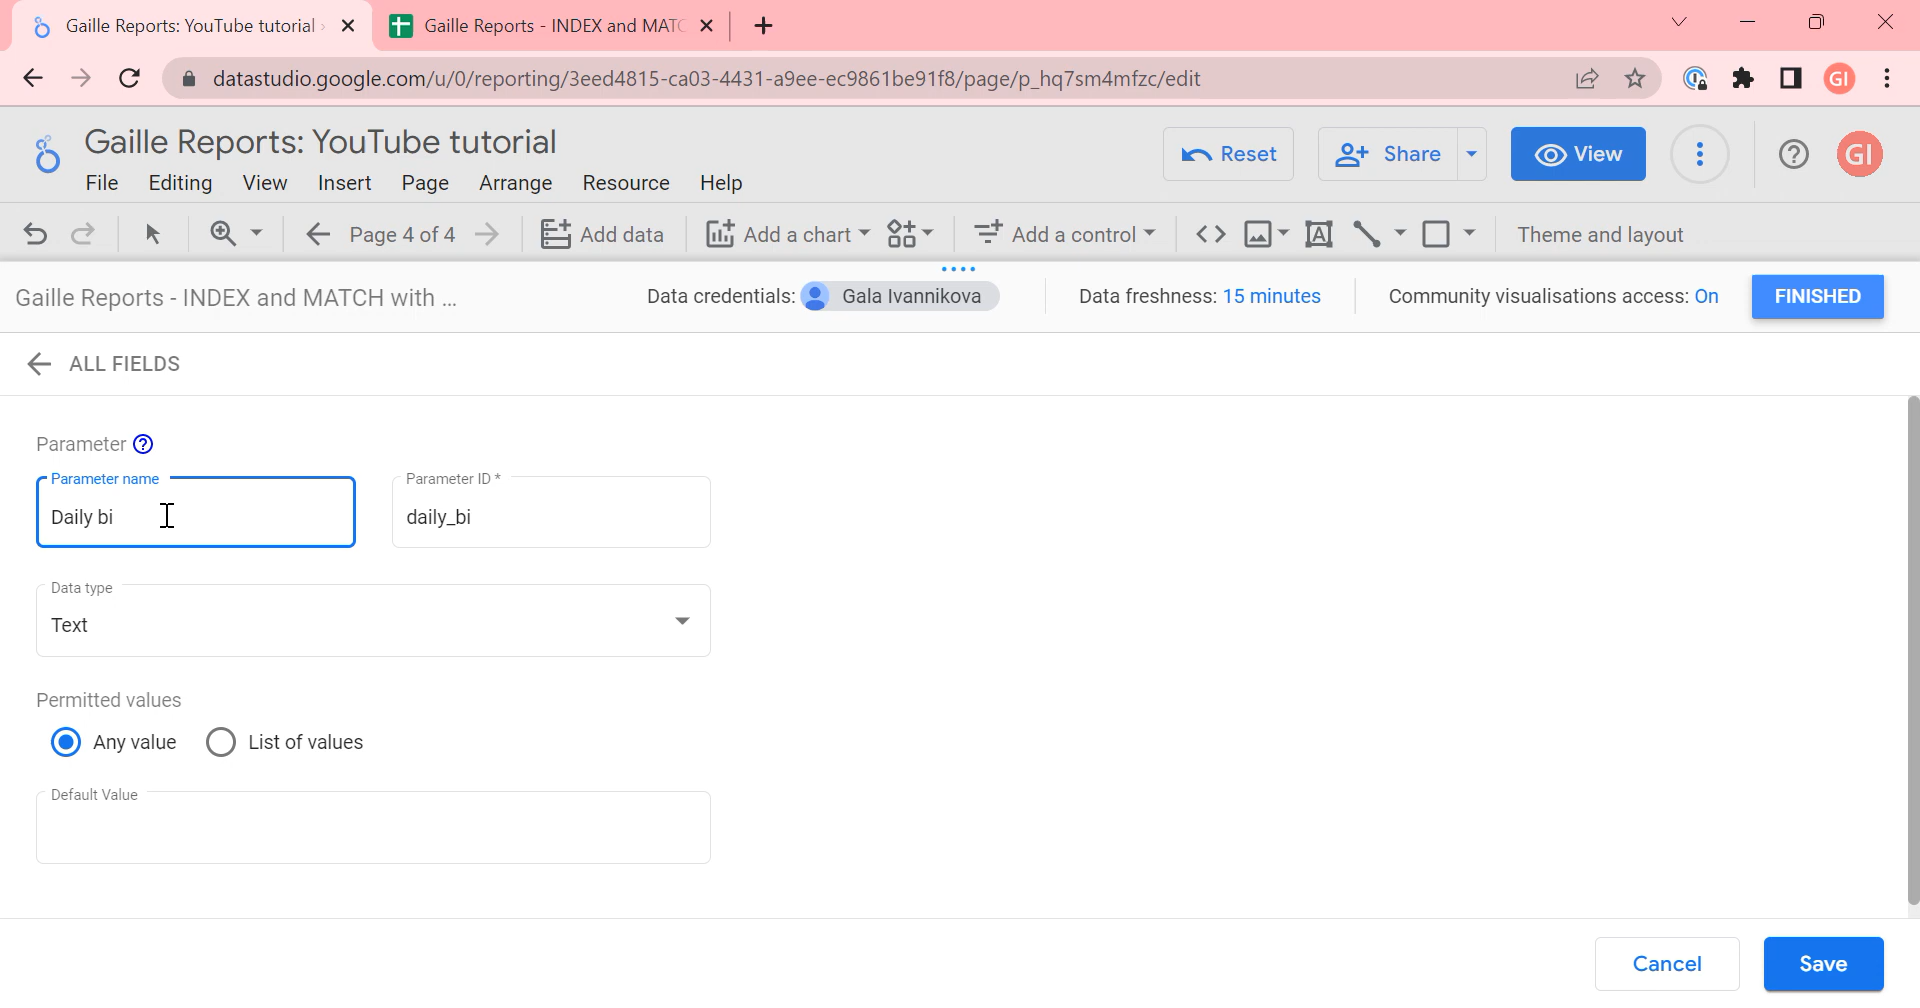 Gaille Reports: YouTube tutorial
Gaille Reports - INDEX and MATC
datastudio.google.com/u/0/reporting/3eed4815-ca03-4431-a9ee-ec9861be91f8/page/p_hq7sm4mfzc/edit
GI
Gaille Reports: YouTube tutorial
File Editing View Insert Page Arrange Resource Help
Reset Share View GI
Page 4 of 4 Add data Add a chart Add a control Theme and layout
Gaille Reports - INDEX and MATCH with ...
Data credentials: Gala Ivannikova Data freshness: 15 minutes Community visualisations access: On FINISHED
ALL FIELDS
Parameter
Parameter name
Daily bi
Parameter ID *
daily_bi
Data type
Text
Permitted values
Any value List of values
Default Value
Cancel Save